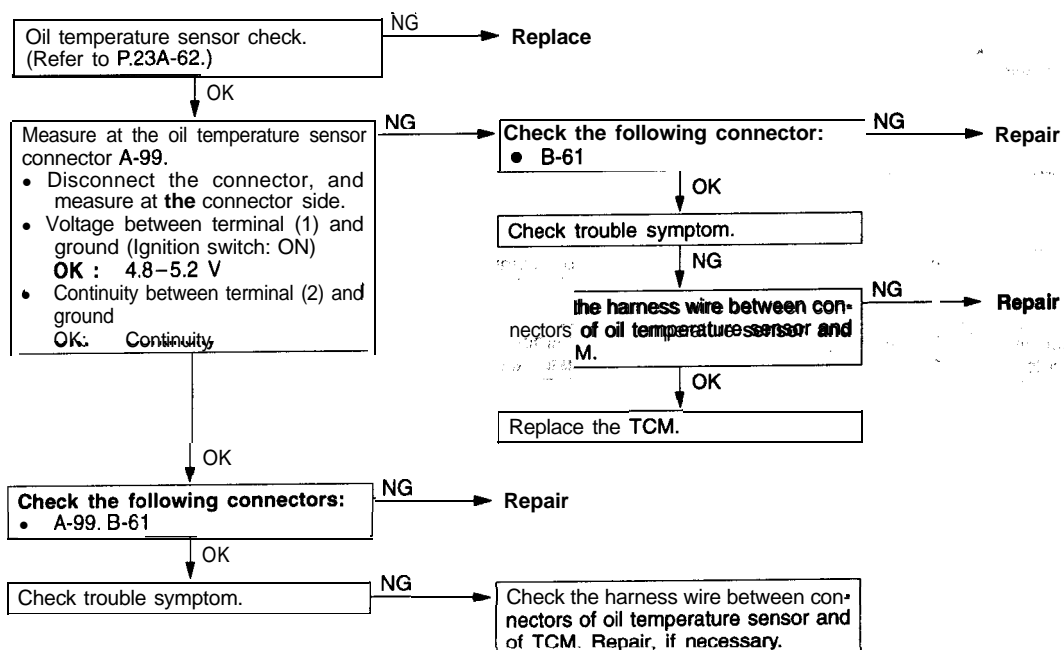 Oil temperature sensor check.
(Refer to P.23A-62.)
NG
Replace
OK
Measure at the oil temperature sensor
connector A-99.
• Disconnect the connector, and
measure at the connector side.
• Voltage between terminal (1) and
ground (Ignition switch: ON)
OK : 4.8–5.2 V
• Continuity between terminal (2) and
ground
OK: Continuity
NG
Check the following connector:
• B-61
NG
Repair
OK
Check trouble symptom.
NG
the harness wire between con-
nectors of oil temperature sensor and
M.
NG
Repair
OK
Replace the TCM.
OK
Check the following connectors:
• A-99. B-61
NG
Repair
OK
Check trouble symptom.
NG
Check the harness wire between con-
nectors of oil temperature sensor and
of TCM. Repair, if necessary.